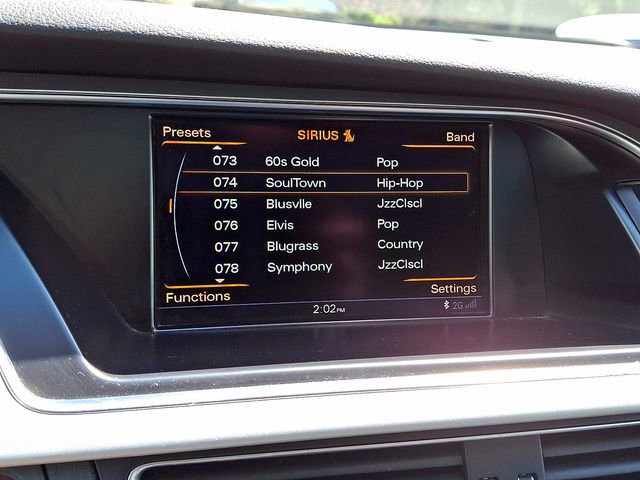 Presets SIRIUS Band
073 60s Gold Pop
074 SoulTown Hip-Hop
075 Blusvlle JzzClscl
076 Elvis Pop
077 Blugrass Country
078 Symphony JzzClscl
Functions Settings
2:02PM 2G